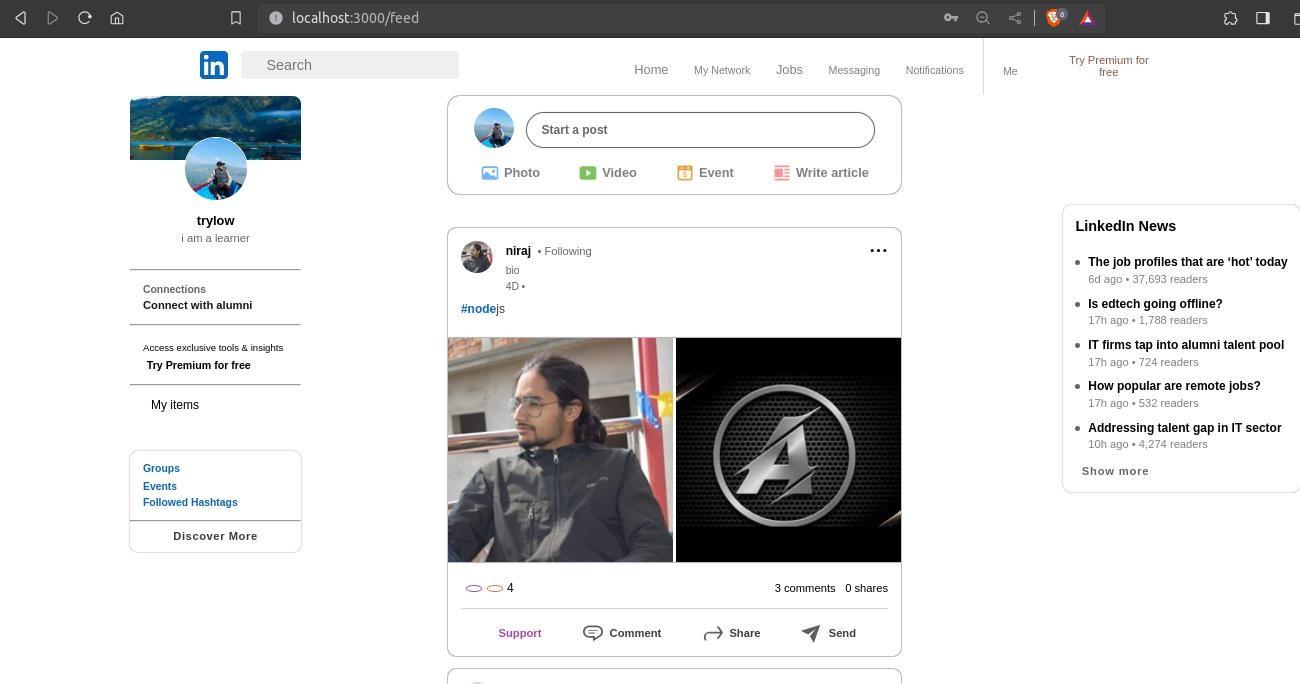 localhost:3000/feed
6
in
Search
Home
My Network
Jobs
Messaging
Notifications
Me
Try Premium for
free
trylow
i am a learner
Connections
Connect with alumni
Access exclusive tools & insights
Try Premium for free
My items
Groups
Events
Followed Hashtags
Discover More
Start a post
Photo
Video
5
Event
Write article
niraj • Following
bio
4D •
#nodejs
A
4
3 comments 0 shares
Support
Comment
Share
Send
LinkedIn News
The job profiles that are ‘hot’ today
6d ago • 37,693 readers
Is edtech going offline?
17h ago • 1,788 readers
IT firms tap into alumni talent pool
17h ago • 724 readers
How popular are remote jobs?
17h ago • 532 readers
Addressing talent gap in IT sector
10h ago • 4,274 readers
Show more